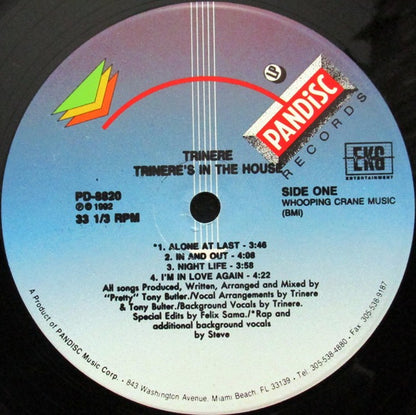 LP
PANDISC
RECORDS
TRINERE
TRINERE'S IN THE HOUSE
EKG
ENTERTAINMENT
PD-8820
℗ © 1992
33 1/3 RPM
SIDE ONE
WHOOPING CRANE MUSIC
(BMI)
*1. ALONE AT LAST - 3:46
2. IN AND OUT - 4:08
3. NIGHT LIFE - 3:58
4. I'M IN LOVE AGAIN - 4:22
All songs Produced, Written, Arranged and Mixed by
"Pretty" Tony Butler./Vocal Arrangements by Trinere
& Tony Bulter./Background Vocals by Trinere.
Special Edits by Felix Sama./*Rap and
additional background vocals
by Steve
A Product of PANDISC Music Corp. - 843 Washington Avenue, Miami Beach, FL 33139 - Tel. 305-538-4880 - Fax 305-538-9187